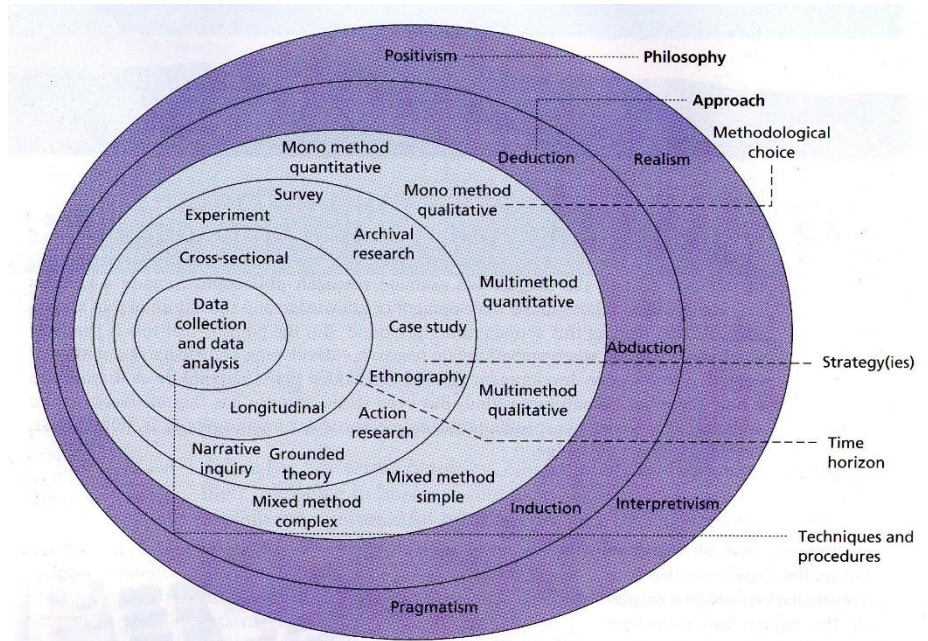 Positivism
Philosophy
Approach
Methodological
choice
Mono method
quantitative
Deduction
Realism
Survey
Mono method
qualitative
Experiment
Archival
research
Cross-sectional
Multimethod
quantitative
Data
collection
and data
analysis
Case study
Abduction
Strategy(ies)
Ethnography
Multimethod
qualitative
Longitudinal
Action
research
Time
horizon
Narrative
inquiry
Grounded
theory
Mixed method
simple
Mixed method
complex
Induction
Interpretivism
Techniques and
procedures
Pragmatism